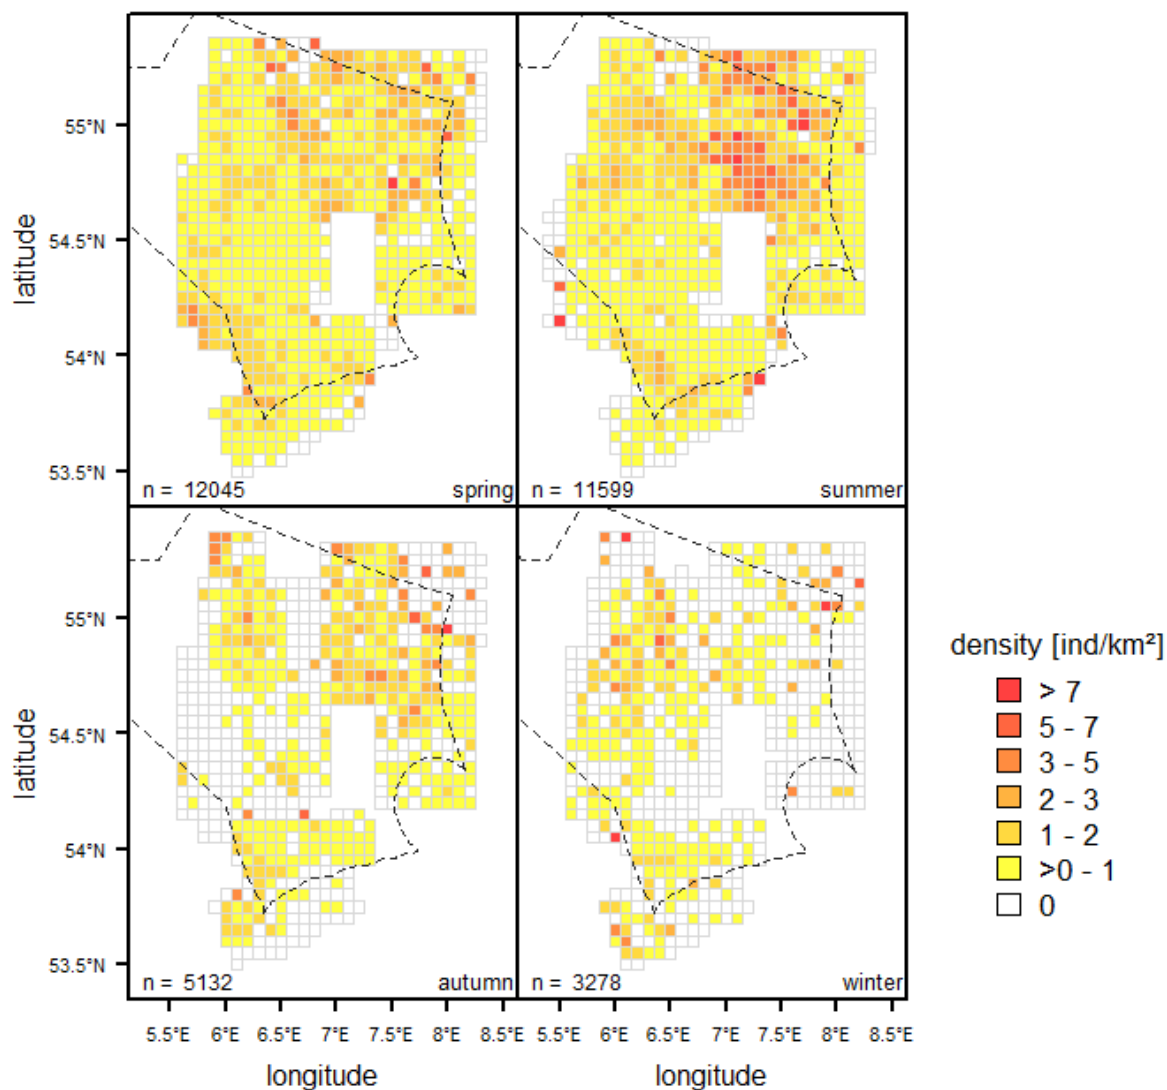 latitude
55°N
54.5°N
54°N
53.5°N
n = 12045
spring
n = 11599
summer
latitude
55°N
54.5°N
54°N
53.5°N
n = 5132
autumn
n = 3278
winter
5.5°E 6°E 6.5°E 7°E 7.5°E 8°E 8.5°E
5.5°E 6°E 6.5°E 7°E 7.5°E 8°E 8.5°E
longitude
longitude
density [ind/km²]
> 7
5 - 7
3 - 5
2 - 3
1 - 2
>0 - 1
0